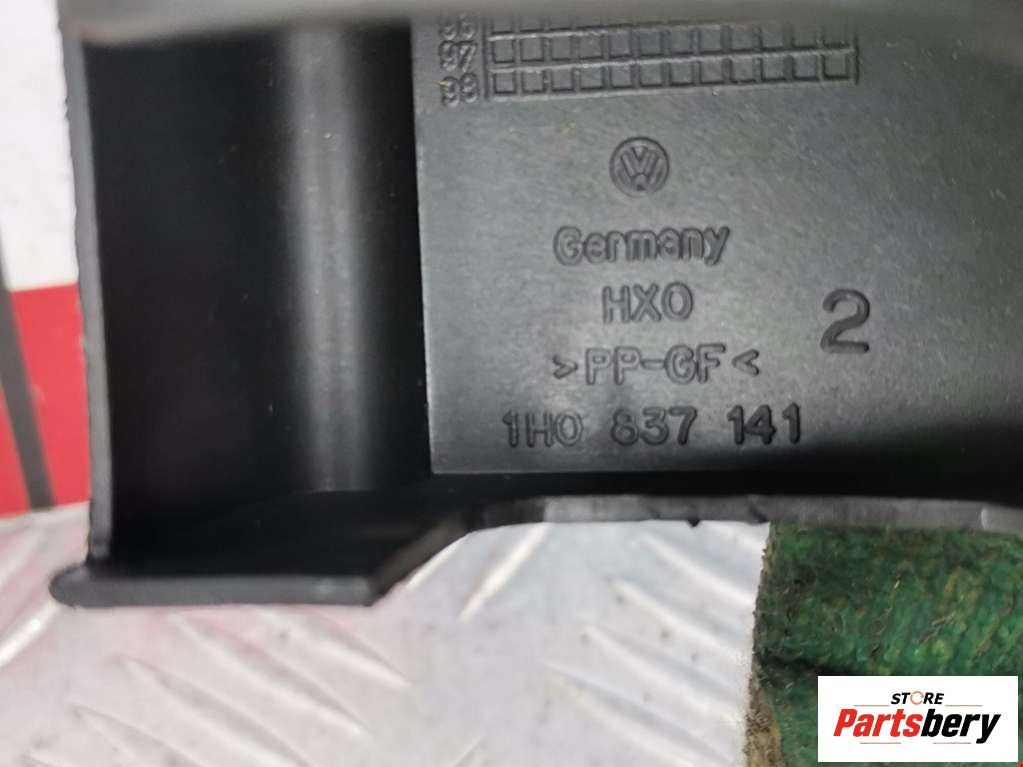 97
98
Germany
HX0
2
>PP-GF<
1H0 837 141
STORE
Partsbery